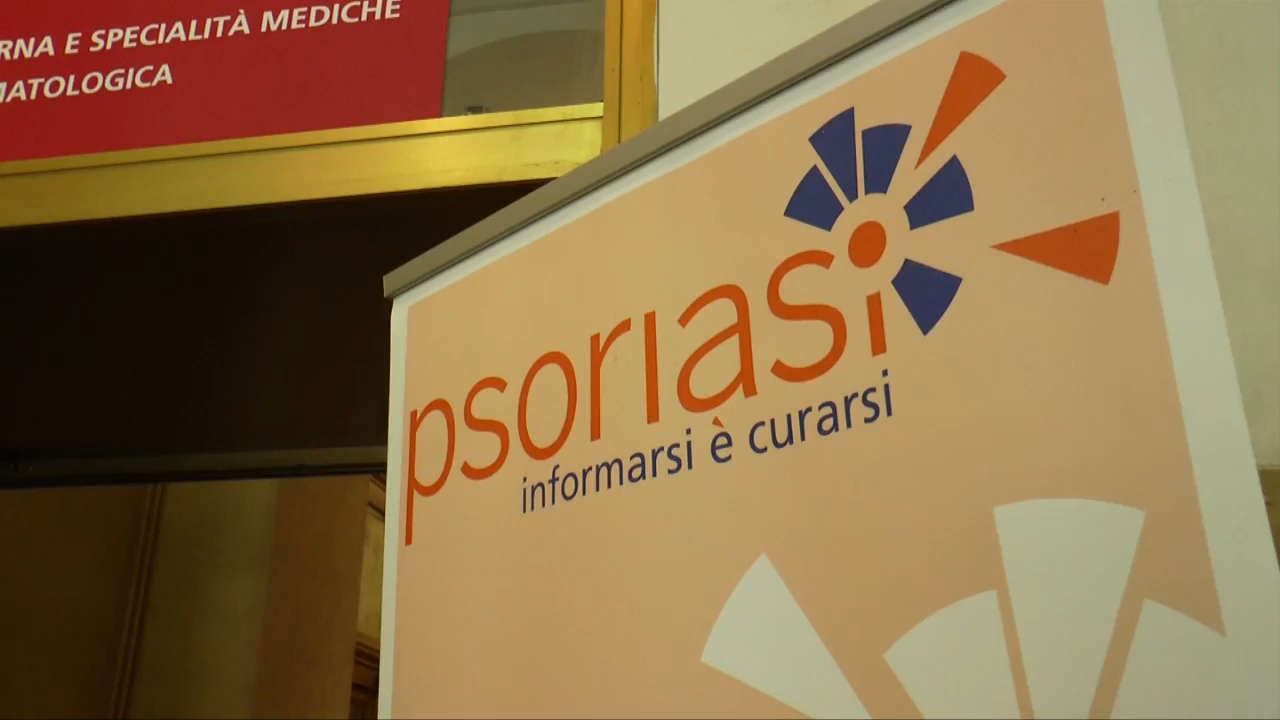 RNA E SPECIALITÀ MEDICHE
MATOLOGICA
psoriasi
informarsi è curarsi